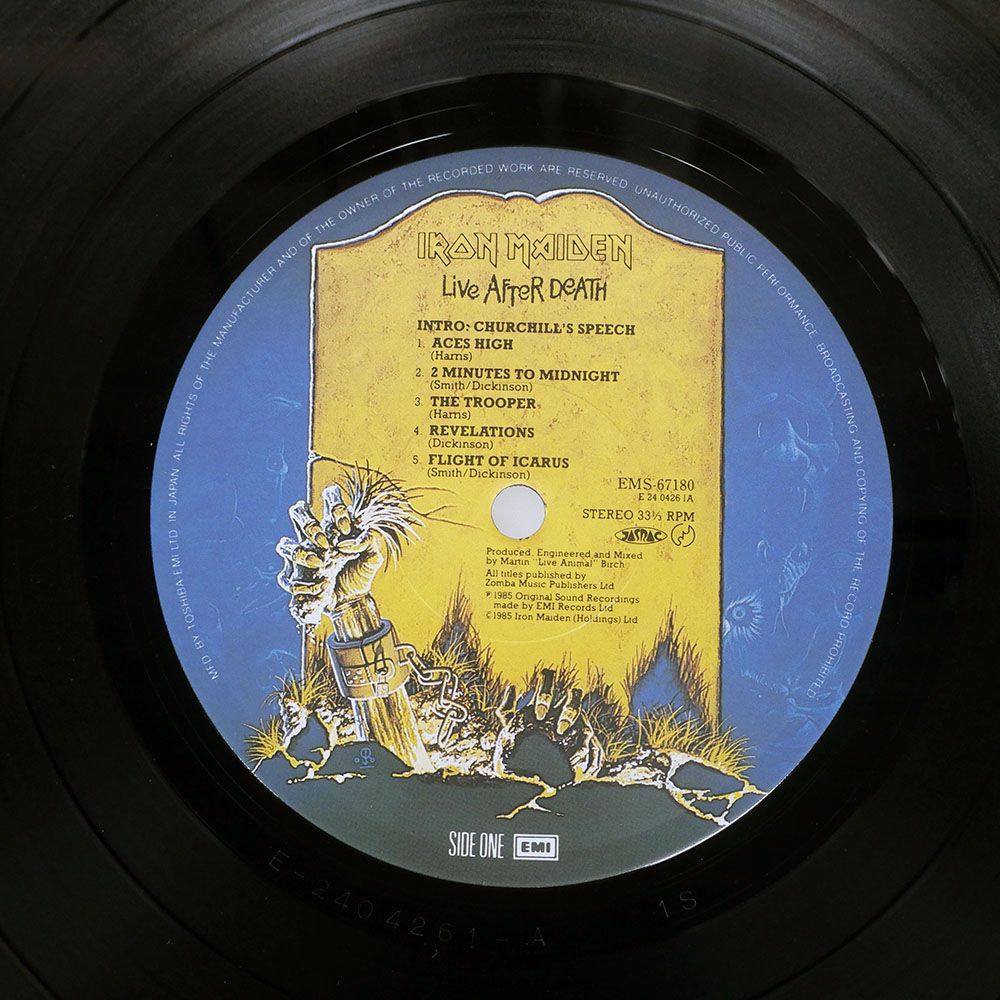 MFD BY TOSHIBA-EMI LTD IN JAPAN ALL RIGHTS OF THE MANUFACTURER AND OF THE OWNER OF THE RECORDED WORK ARE RESERVED. UNAUTHORIZED PUBLIC PERFORMANCE BROADCASTING AND COPYING OF THE RECORD PROHIBITED
IRON MAIDEN
Live After Death
INTRO: CHURCHILL'S SPEECH
1. ACES HIGH
(Harris)
2. 2 MINUTES TO MIDNIGHT
(Smith/Dickinson)
3. THE TROOPER
(Harris)
4. REVELATIONS
(Dickinson)
5. FLIGHT OF ICARUS
(Smith/Dickinson)
EMS-67180
E 24 0426 1A
STEREO 33⅓ RPM
JASRAC
Produced, Engineered and Mixed
by Martin "Live Animal" Birch
All titles published by
Zomba Music Publishers Ltd
℗ 1985 Original Sound Recordings
made by EMI Records Ltd
© 1985 Iron Maiden (Holdings) Ltd
SIDE ONE EMI
E-2404261-A 1S